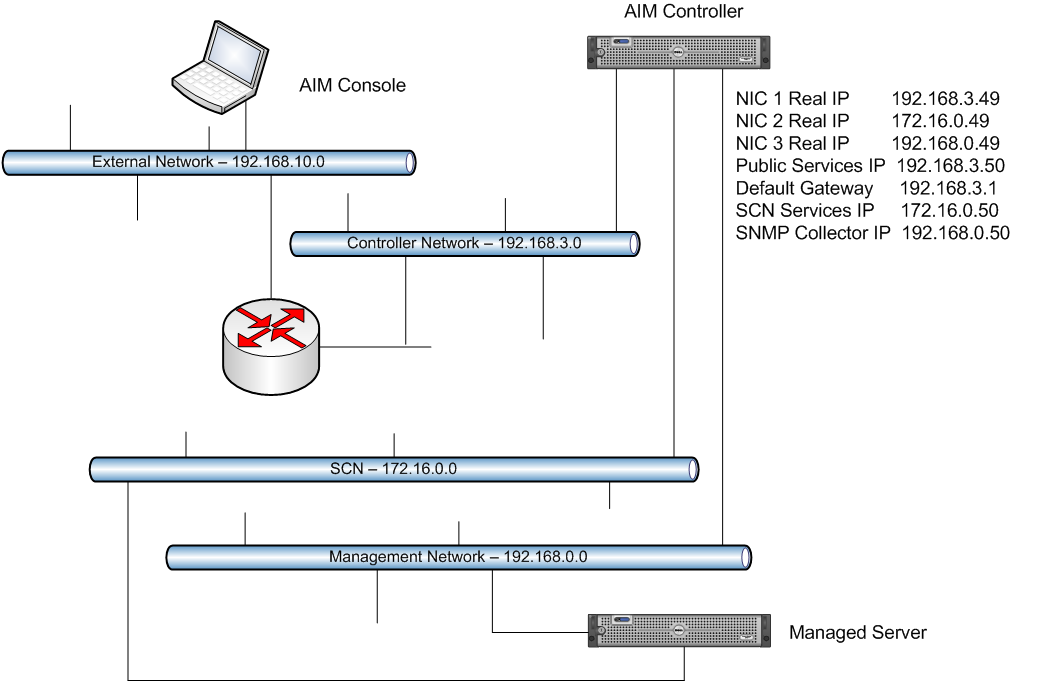 AIM Controller
AIM Console
NIC 1 Real IP 192.168.3.49
NIC 2 Real IP 172.16.0.49
NIC 3 Real IP 192.168.0.49
Public Services IP 192.168.3.50
Default Gateway 192.168.3.1
SCN Services IP 172.16.0.50
SNMP Collector IP 192.168.0.50
External Network – 192.168.10.0
Controller Network – 192.168.3.0
SCN – 172.16.0.0
Management Network – 192.168.0.0
Managed Server